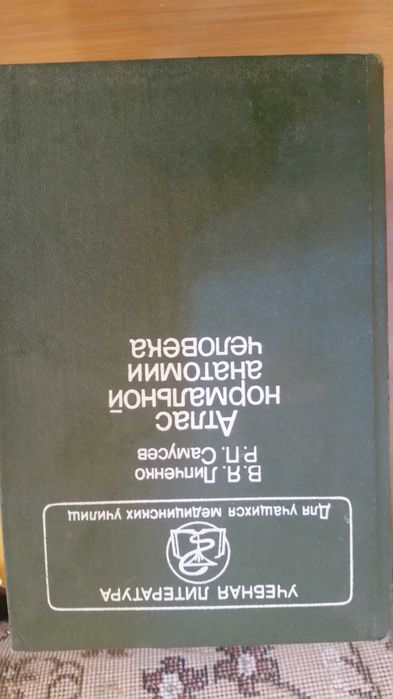 УЧЕБНАЯ ЛИТЕРАТУРА
Для учащихся медицинских училищ
В.Я. Липченко
Р.П. Самусев
Атлас
нормальной
анатомии
человека